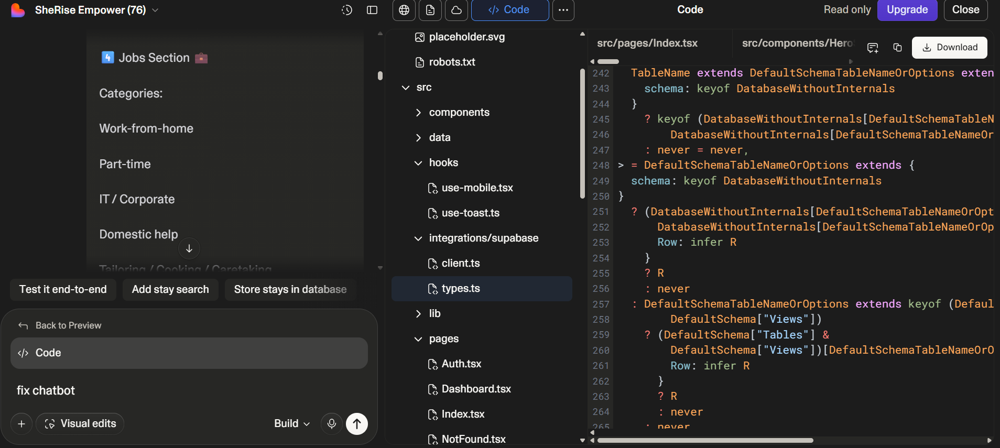 SheRise Empower (76)
Code
Code
Read only
Upgrade
Close
4 Jobs Section 💼
Categories:
Work-from-home
Part-time
IT / Corporate
Domestic help
Tailoring / Cooking / Caretaking
Test it end-to-end
Add stay search
Store stays in database
Back to Preview
Code
fix chatbot
Visual edits
Build
placeholder.svg
robots.txt
src
components
data
hooks
use-mobile.tsx
use-toast.ts
integrations/supabase
client.ts
types.ts
lib
pages
Auth.tsx
Dashboard.tsx
Index.tsx
NotFound.tsx
src/pages/Index.tsx
src/components/Hero
Download
242 TableName extends DefaultSchemaTableNameOrOptions exten
243 schema: keyof DatabaseWithoutInternals
244 }
245 ? keyof (DatabaseWithoutInternals[DefaultSchemaTableN
246 DatabaseWithoutInternals[DefaultSchemaTableNameOr
247 : never = never,
248 > = DefaultSchemaTableNameOrOptions extends {
249 schema: keyof DatabaseWithoutInternals
250 }
251 ? (DatabaseWithoutInternals[DefaultSchemaTableNameOrOpt
252 DatabaseWithoutInternals[DefaultSchemaTableNameOrOp
253 Row: infer R
254 }
255 ? R
256 : never
257 : DefaultSchemaTableNameOrOptions extends keyof (Defaul
258 DefaultSchema["Views"])
259 ? (DefaultSchema["Tables"] &
260 DefaultSchema["Views"])[DefaultSchemaTableNameOrO
261 Row: infer R
262 }
263 ? R
264 : never
265 : never